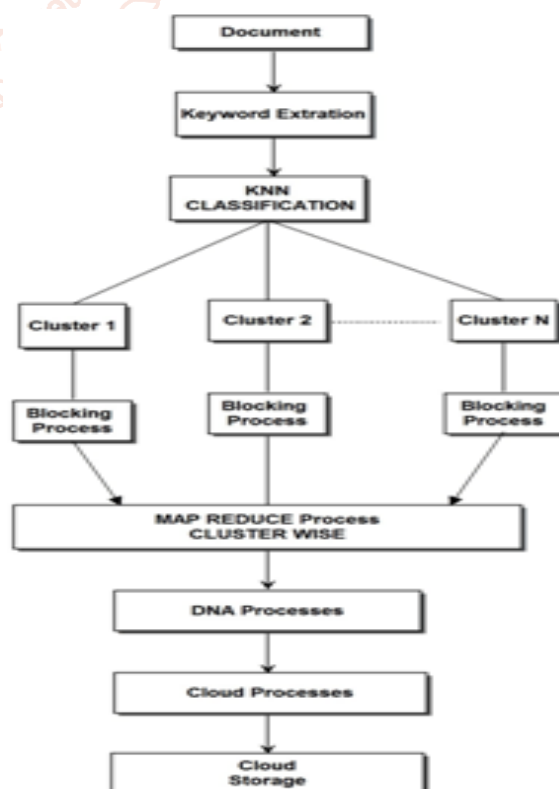 Document
Keyword Extration
KNN
CLASSIFICATION
Cluster 1
Cluster 2
Cluster N
Blocking
Process
Blocking
Process
Blocking
Process
MAP REDUCE Process
CLUSTER WISE
DNA Processes
Cloud Processes
Cloud
Storage